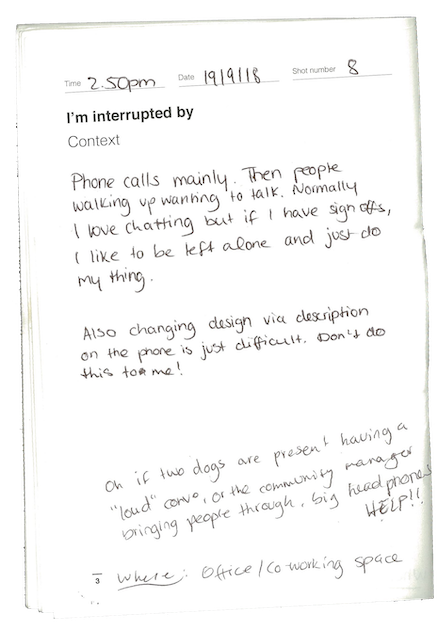 Time 2.50pm Date 19/9/18 Shot number 8
I'm interrupted by
Context
Phone calls mainly. Then people
walking up wanting to talk. Normally
I love chatting but if I have sign offs,
I like to be left alone and just do
my thing.
Also changing design via description
on the phone is just difficult. Don't do
this to me!
Oh if two dogs are present having a
"loud" convo, or the community manager
bringing people through, big headphones
HELP!!
3 Where: Office/Co-working space